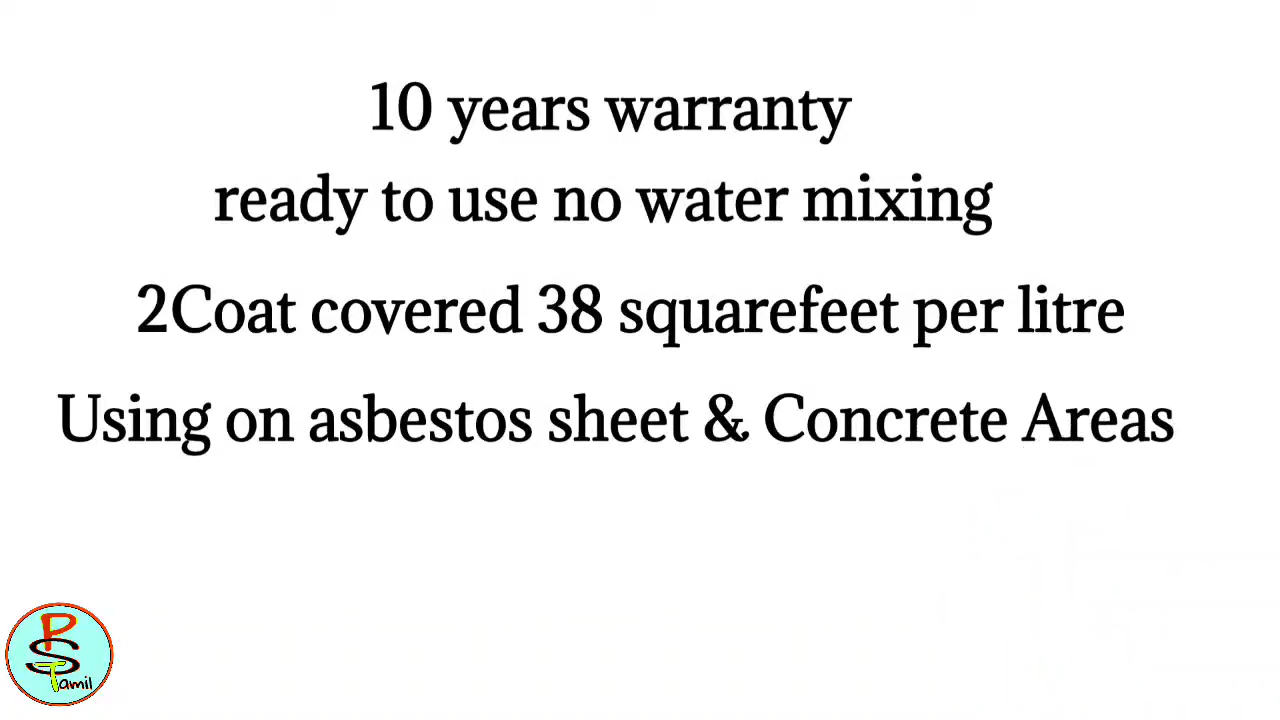 10 years warranty
ready to use no water mixing
2Coat covered 38 squarefeet per litre
Using on asbestos sheet & Concrete Areas
PS Tamil